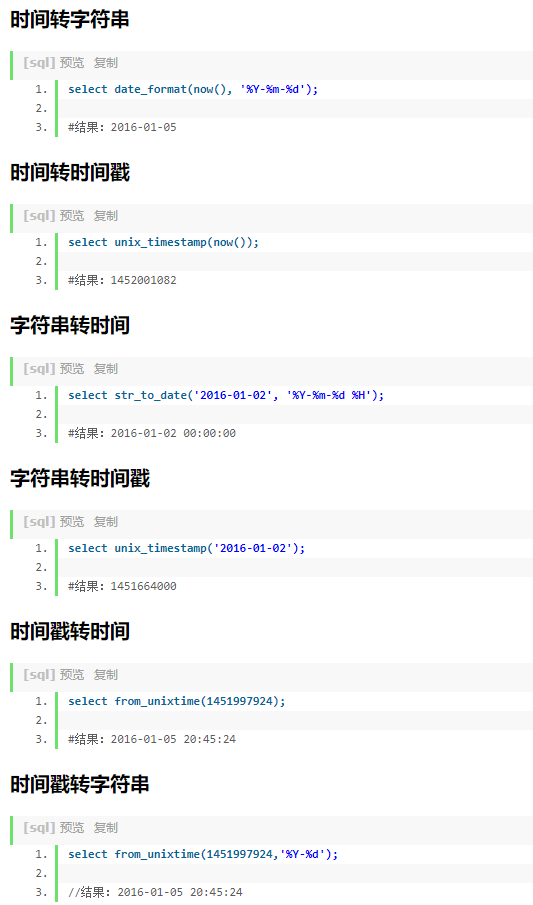 时间转字符串
[sql] 预览 复制
1. select date_format(now(), '%Y-%m-%d');
2.
3. #结果：2016-01-05
时间转时间戳
[sql] 预览 复制
1. select unix_timestamp(now());
2.
3. #结果：1452001082
字符串转时间
[sql] 预览 复制
1. select str_to_date('2016-01-02', '%Y-%m-%d %H');
2.
3. #结果：2016-01-02 00:00:00
字符串转时间戳
[sql] 预览 复制
1. select unix_timestamp('2016-01-02');
2.
3. #结果：1451664000
时间戳转时间
[sql] 预览 复制
1. select from_unixtime(1451997924);
2.
3. #结果：2016-01-05 20:45:24
时间戳转字符串
[sql] 预览 复制
1. select from_unixtime(1451997924,'%Y-%d');
2.
3. //结果：2016-01-05 20:45:24